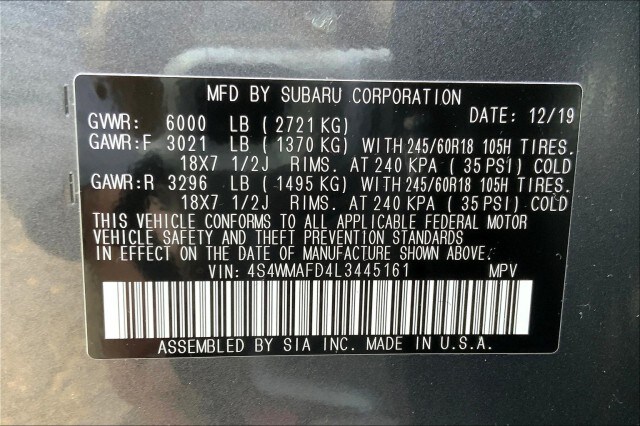 MFD BY SUBARU CORPORATION
DATE: 12/19
GVWR: 6000 LB ( 2721 KG)
GAWR:F 3021 LB ( 1370 KG) WITH 245/60R18 105H TIRES.
18X7 1/2J RIMS. AT 240 KPA ( 35 PSI) COLD
GAWR:R 3296 LB ( 1495 KG) WITH 245/60R18 105H TIRES.
18X7 1/2J RIMS. AT 240 KPA ( 35 PSI) COLD
THIS VEHICLE CONFORMS TO ALL APPLICABLE FEDERAL MOTOR
VEHICLE SAFETY AND THEFT PREVENTION STANDARDS
IN EFFECT ON THE DATE OF MANUFACTURE SHOWN ABOVE.
VIN: 4S4WMAFD4L3445161 MPV
ASSEMBLED BY SIA INC. MADE IN U.S.A.